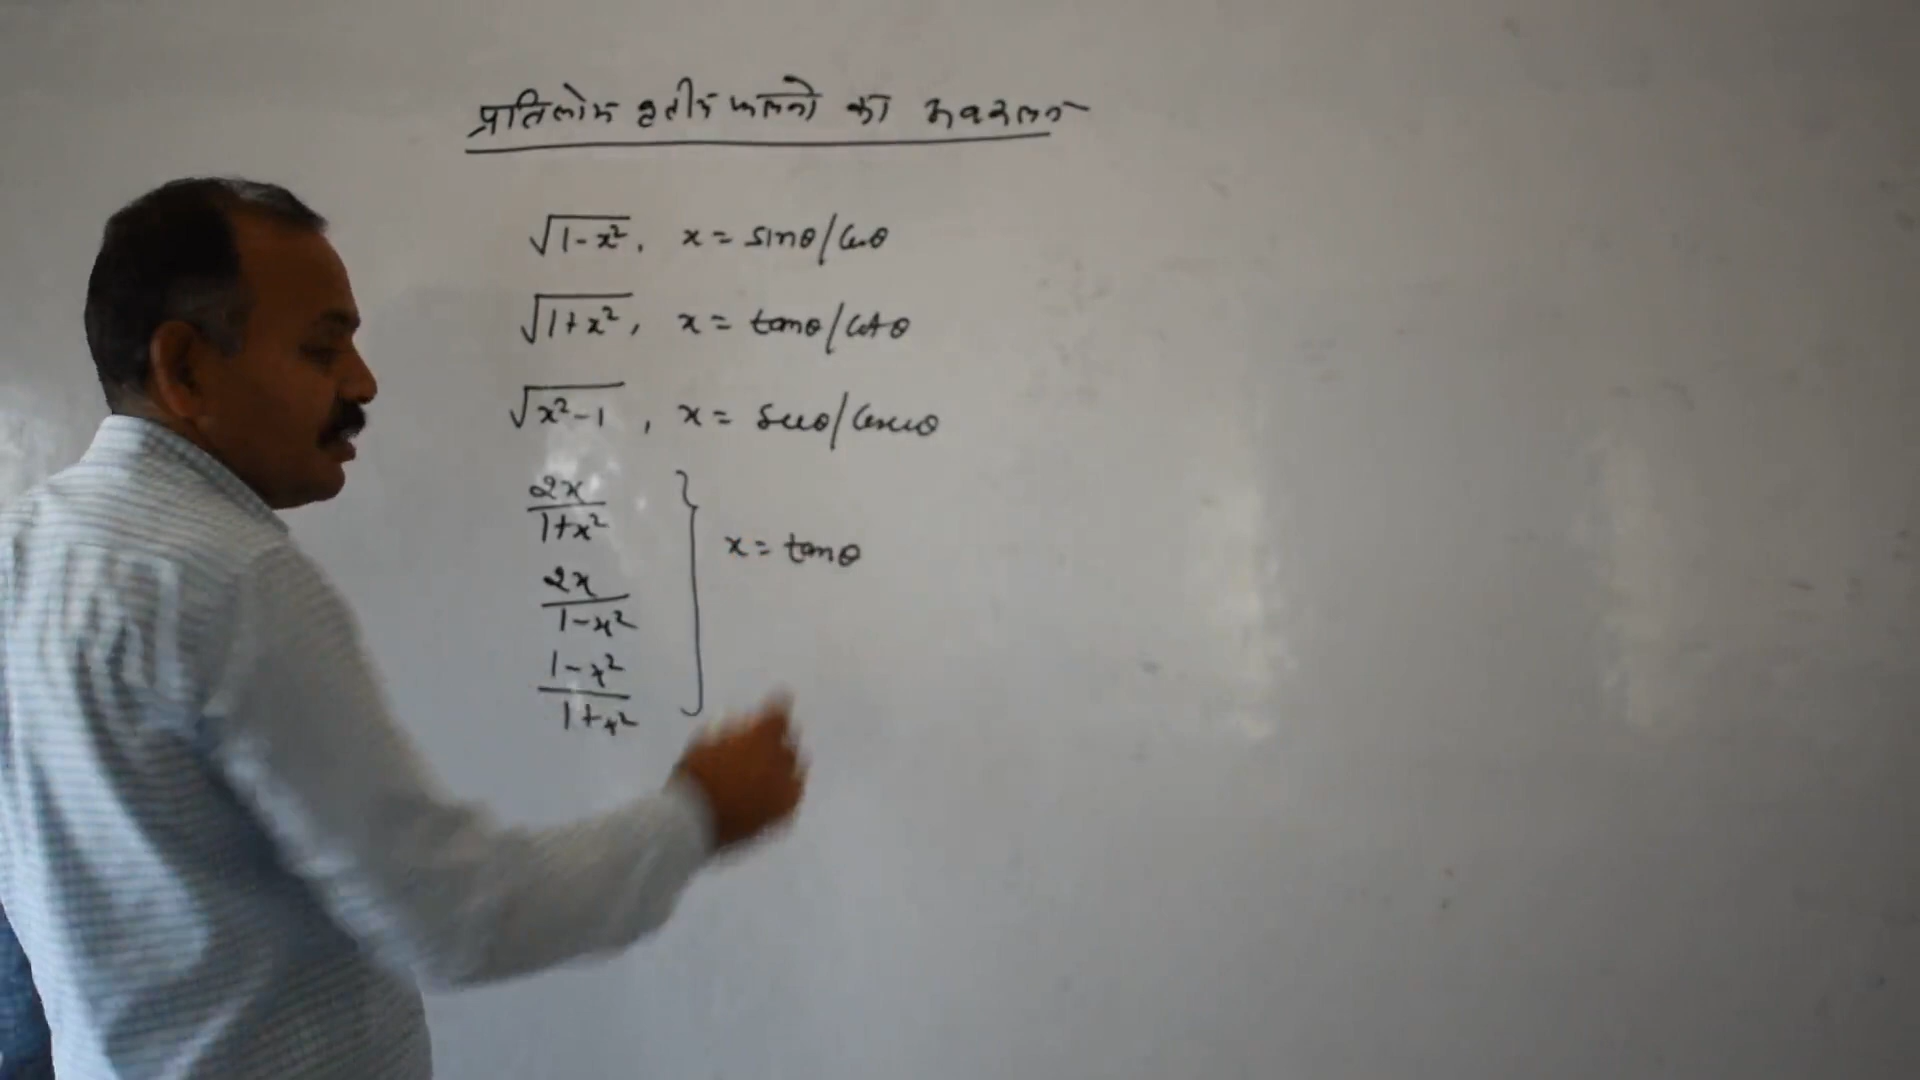 प्रतिलोम वृतीय फलनो का अवकलन
√(1-x²), x = sinθ/cosθ
√(1+x²), x = tanθ/cotθ
√(x²-1), x = secθ/cosecθ
2x/(1+x²)
2x/(1-x²)
(1-x²)/(1+x²)
} x = tanθ